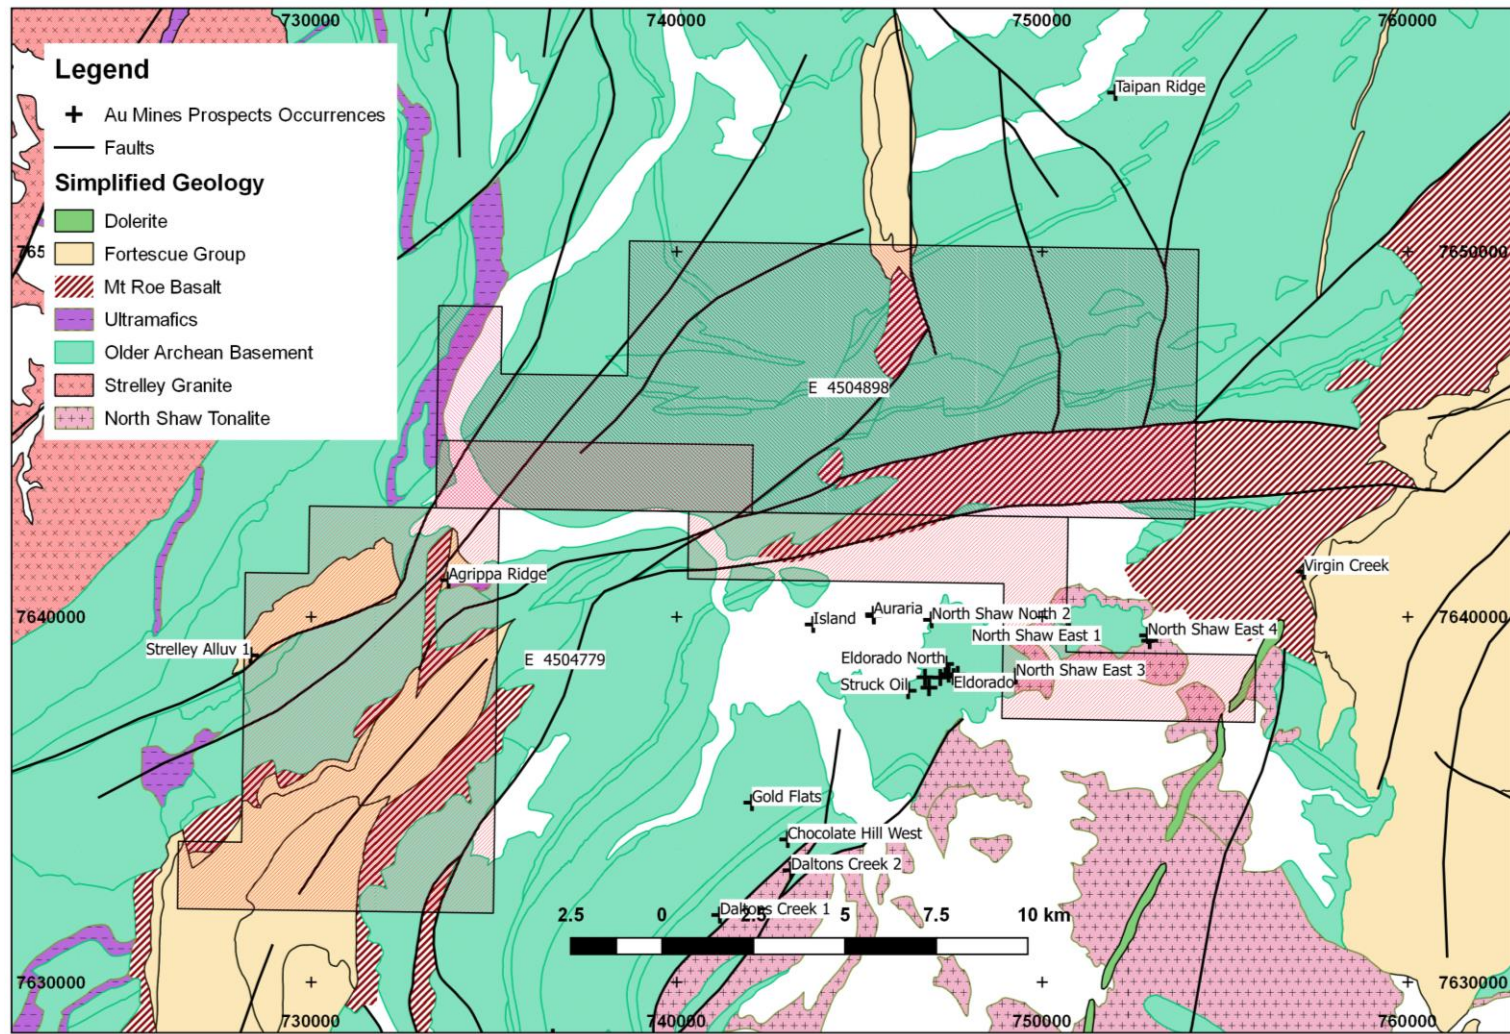 730000
740000
750000
760000
Legend
Au Mines Prospects Occurrences
Faults
Simplified Geology
Dolerite
Fortescue Group
Mt Roe Basalt
Ultramafics
Older Archean Basement
Strelley Granite
North Shaw Tonalite
Taipan Ridge
765
7650000
E 4504898
Agrippa Ridge
Virgin Creek
7640000
7640000
Island
Auraria
North Shaw North 2
North Shaw East 1
North Shaw East 4
Strelley Alluv 1
E 4504779
Eldorado North
North Shaw East 3
Struck Oil
Eldorado
Gold Flats
Chocolate Hill West
Daltons Creek 2
Daltons Creek 1
2.5 0 2.5 5 7.5 10 km
7630000
7630000
730000
740000
750000
760000